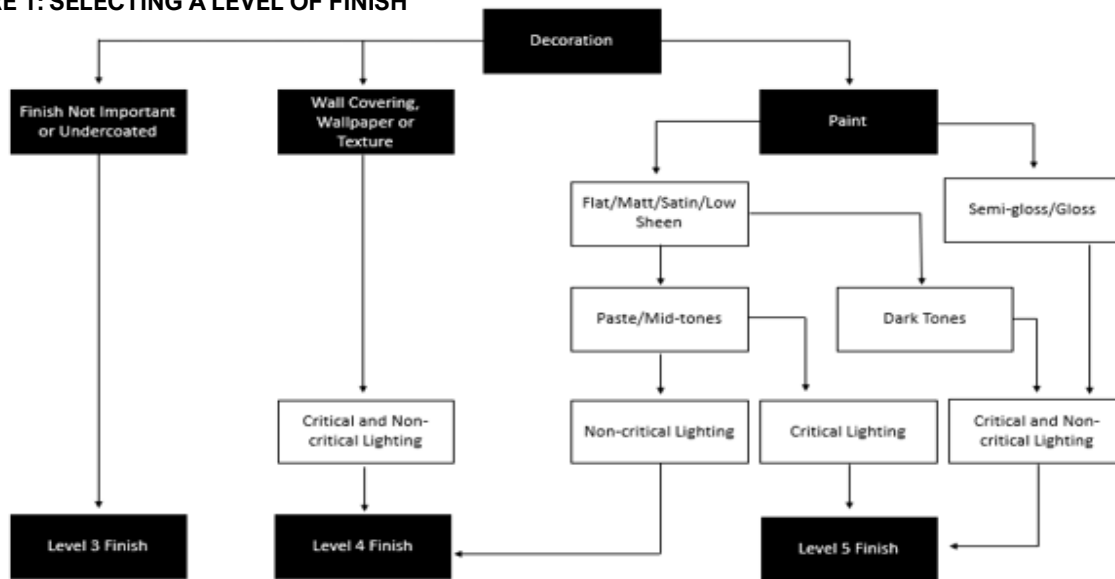 SELECTING A LEVEL OF FINISH
Decoration
Finish Not Important
or Undercoated
Wall Covering,
Wallpaper or
Texture
Paint
Flat/Matt/Satin/Low
Sheen
Semi-gloss/Gloss
Paste/Mid-tones
Dark Tones
Critical and Non-
critical Lighting
Non-critical Lighting
Critical Lighting
Critical and Non-
critical Lighting
Level 3 Finish
Level 4 Finish
Level 5 Finish